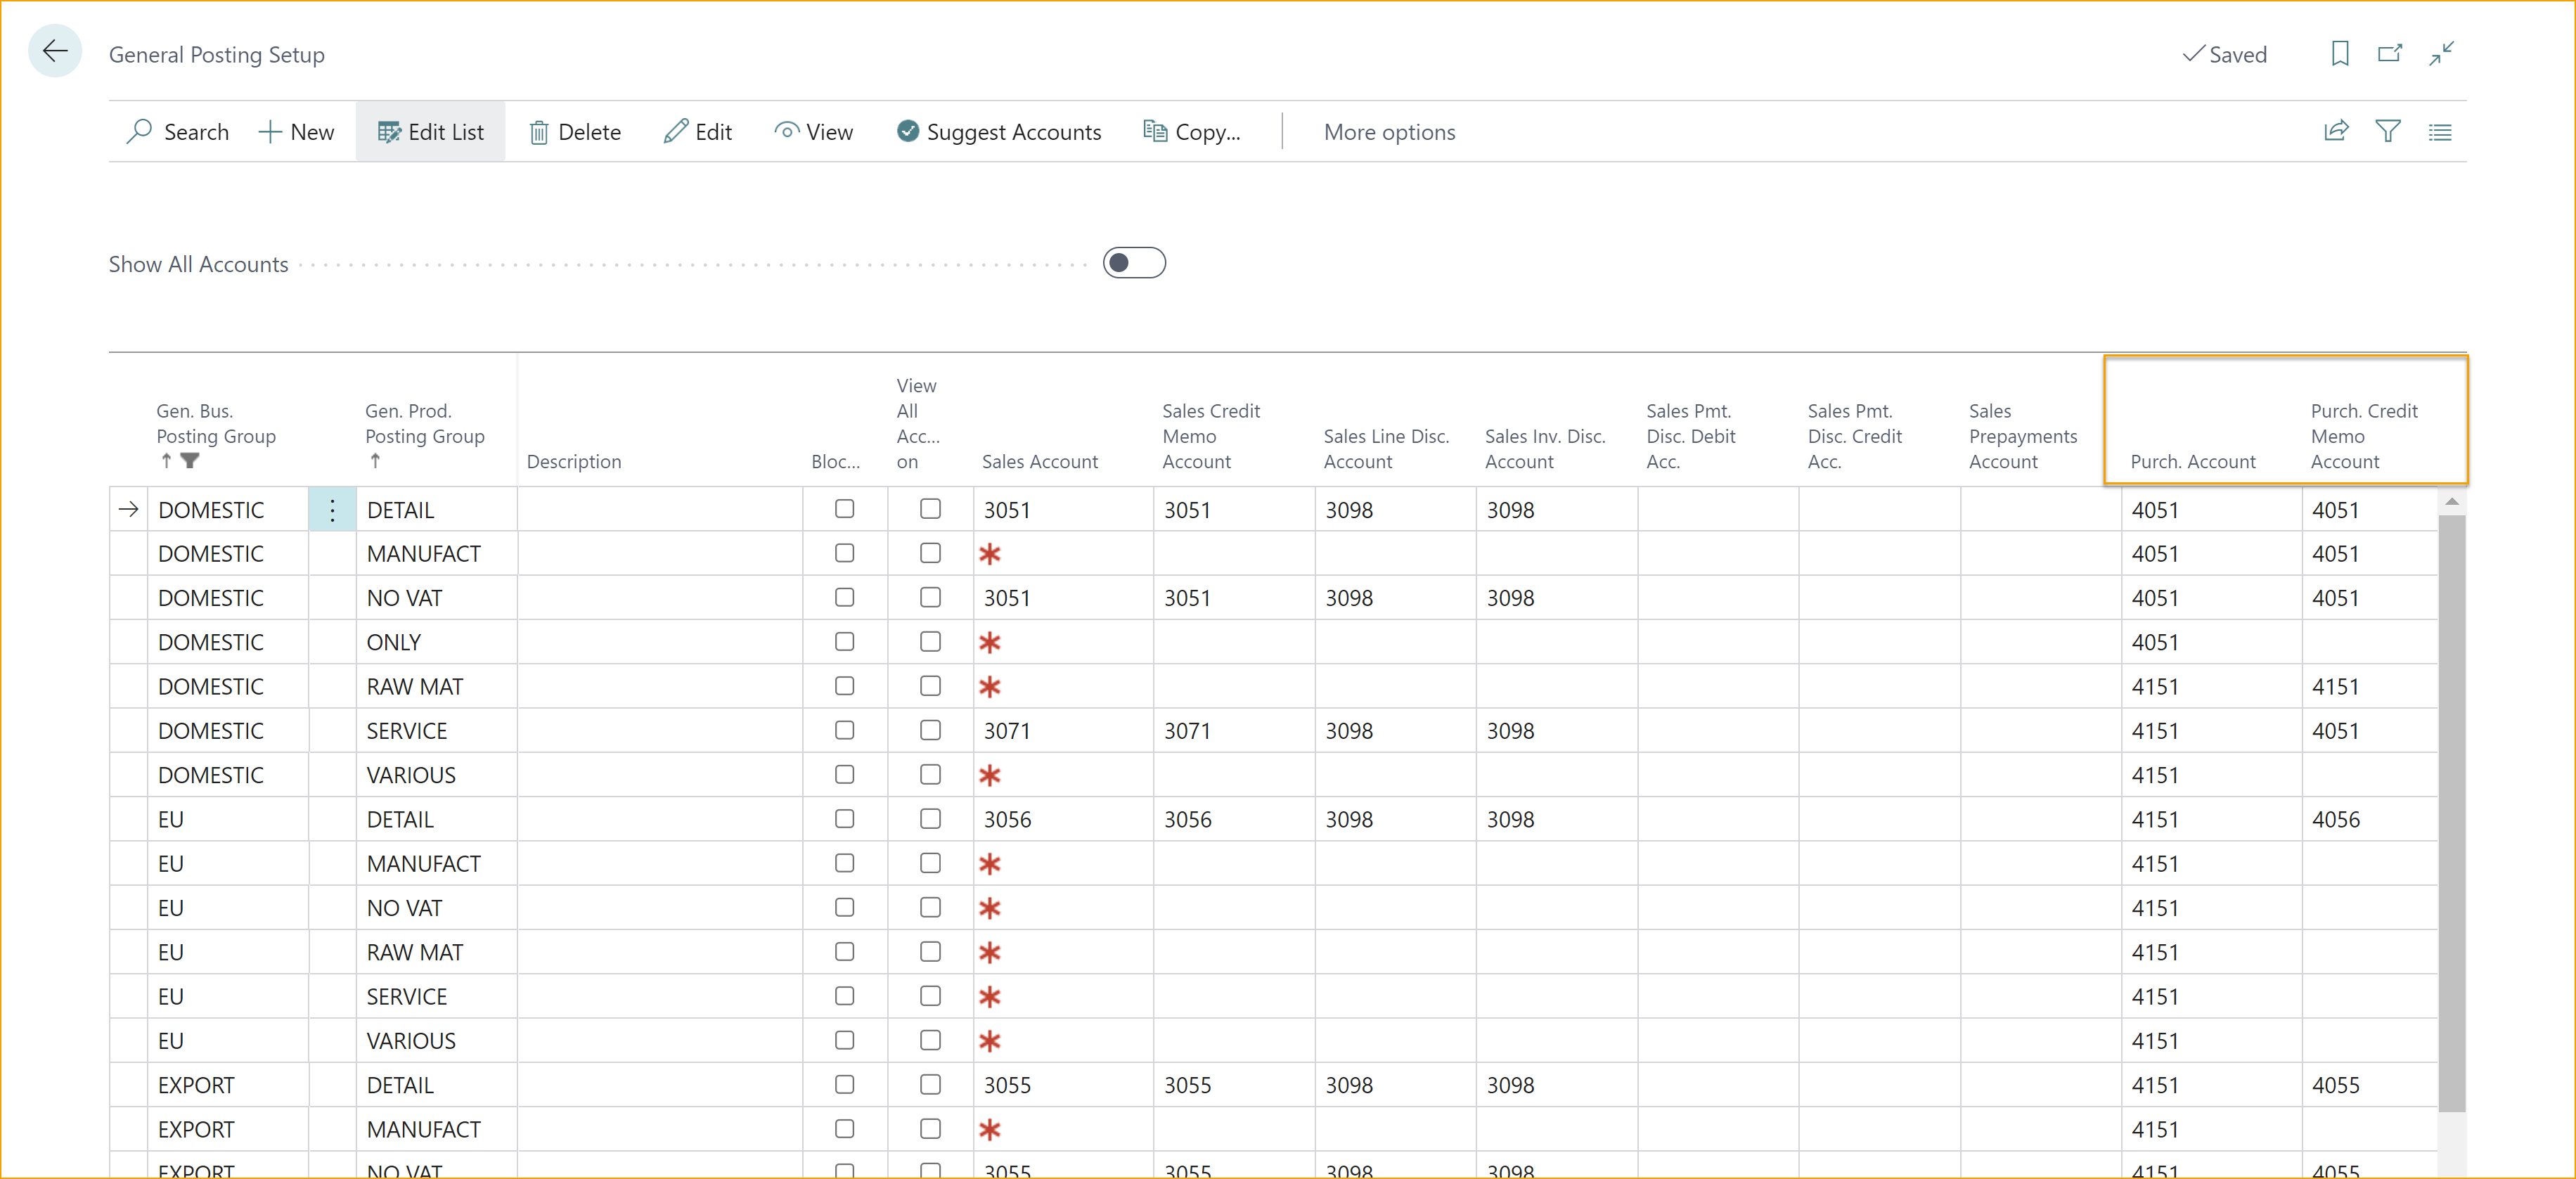 General Posting Setup
Saved
Search New Edit List Delete Edit View Suggest Accounts Copy... More options
Show All Accounts
Gen. Bus. Posting Group
Gen. Prod. Posting Group
Description
Bloc...
View All Acc... on
Sales Account
Sales Credit Memo Account
Sales Line Disc. Account
Sales Inv. Disc. Account
Sales Pmt. Disc. Debit Acc.
Sales Pmt. Disc. Credit Acc.
Sales Prepayments Account
Purch. Account
Purch. Credit Memo Account
DOMESTIC DETAIL 3051 3051 3098 3098 4051 4051
DOMESTIC MANUFACT 4051 4051
DOMESTIC NO VAT 3051 3051 3098 3098 4051 4051
DOMESTIC ONLY 4051
DOMESTIC RAW MAT 4151 4151
DOMESTIC SERVICE 3071 3071 3098 3098 4151 4051
DOMESTIC VARIOUS 4151
EU DETAIL 3056 3056 3098 3098 4151 4056
EU MANUFACT 4151
EU NO VAT 4151
EU RAW MAT 4151
EU SERVICE 4151
EU VARIOUS 4151
EXPORT DETAIL 3055 3055 3098 3098 4151 4055
EXPORT MANUFACT 4151
EXPORT NO VAT 3055 3055 3098 3098 4151 4055